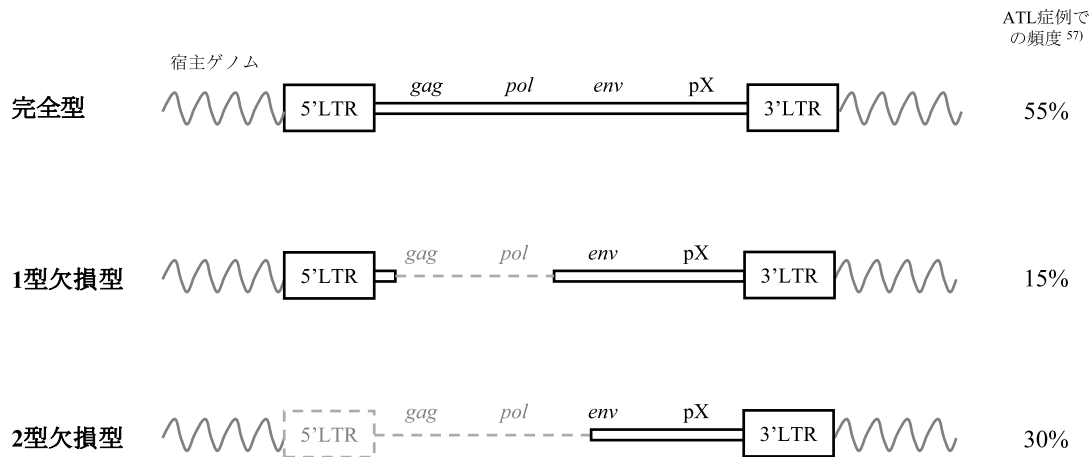 ATL症例で
の頻度 57)
宿主ゲノム
完全型
gag pol env pX
5’LTR
3’LTR
55%
1型欠損型
gag pol env pX
5’LTR
3’LTR
15%
2型欠損型
gag pol env pX
5’LTR
3’LTR
30%